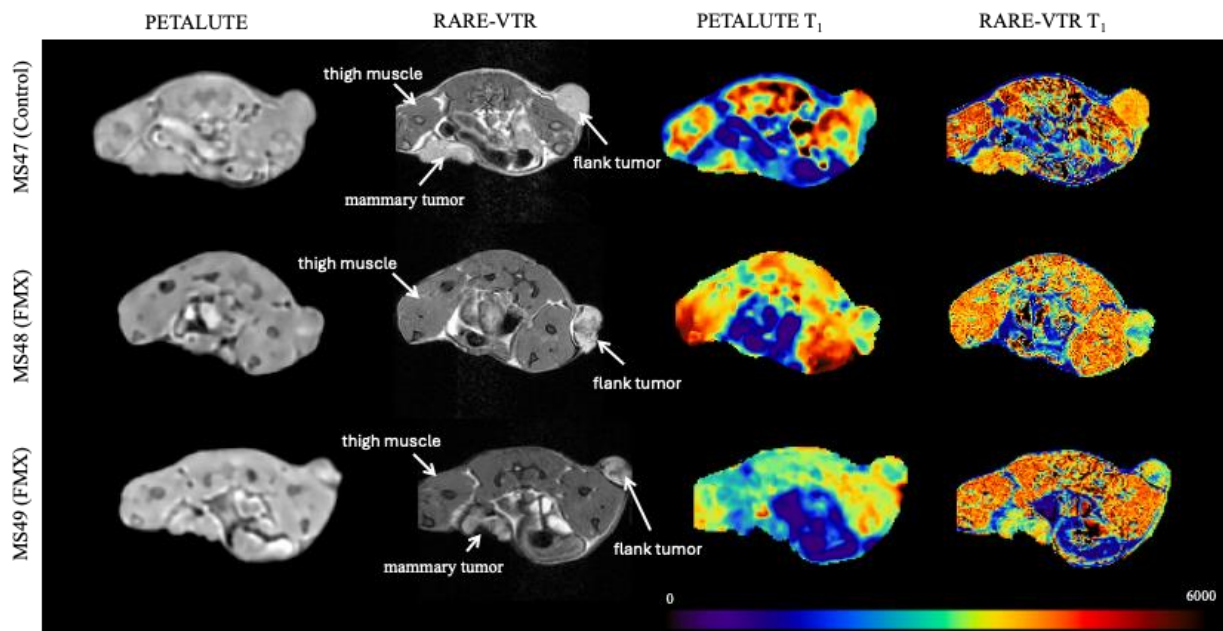 PETALUTE RARE-VTR PETALUTE T₁ RARE-VTR T₁
MS47 (Control)
thigh muscle
flank tumor
mammary tumor
MS48 (FMX)
thigh muscle
flank tumor
MS49 (FMX)
thigh muscle
flank tumor
mammary tumor
0 6000